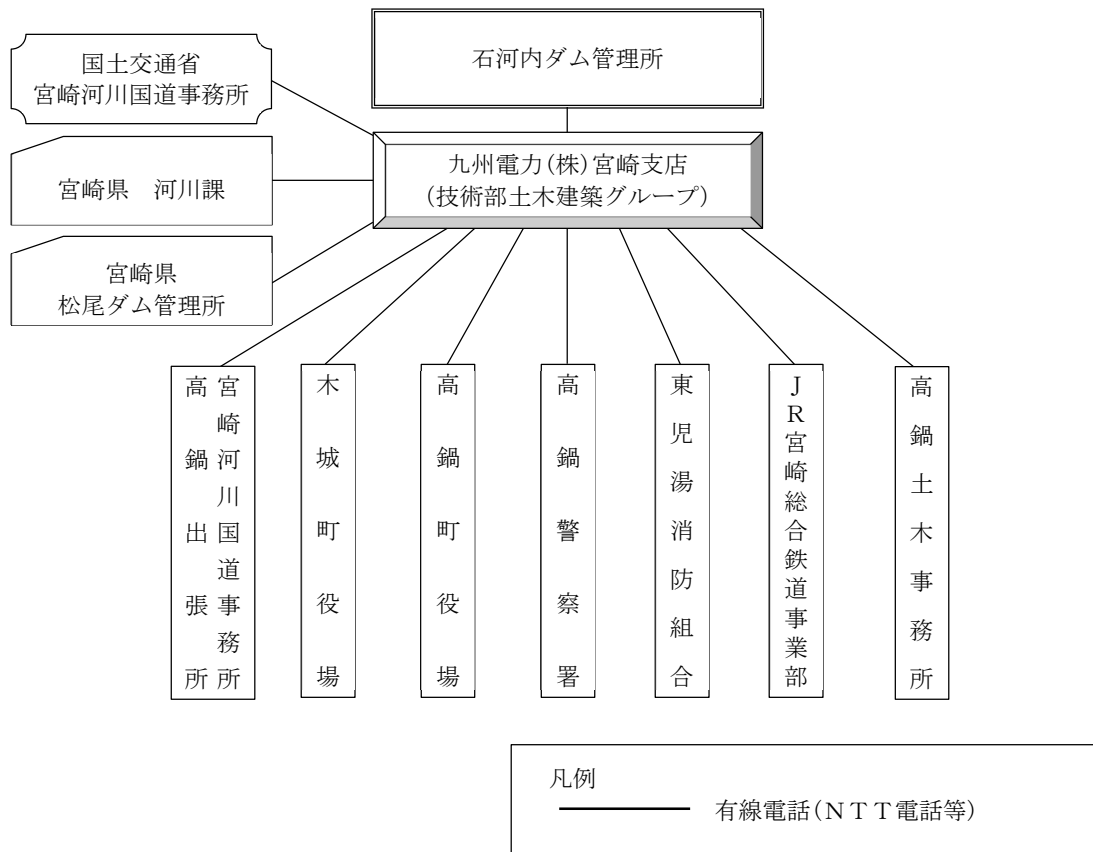 国土交通省
宮崎河川国道事務所
石河内ダム管理所
宮崎県　河川課
九州電力(株)宮崎支店
(技術部土木建築グループ)
宮崎県
松尾ダム管理所
宮崎河川国道事務所
高鍋出張所
木城町役場
高鍋町役場
高鍋警察署
東児湯消防組合
ＪＲ宮崎総合鉄道事業部
高鍋土木事務所
凡例
有線電話(ＮＴＴ電話等)